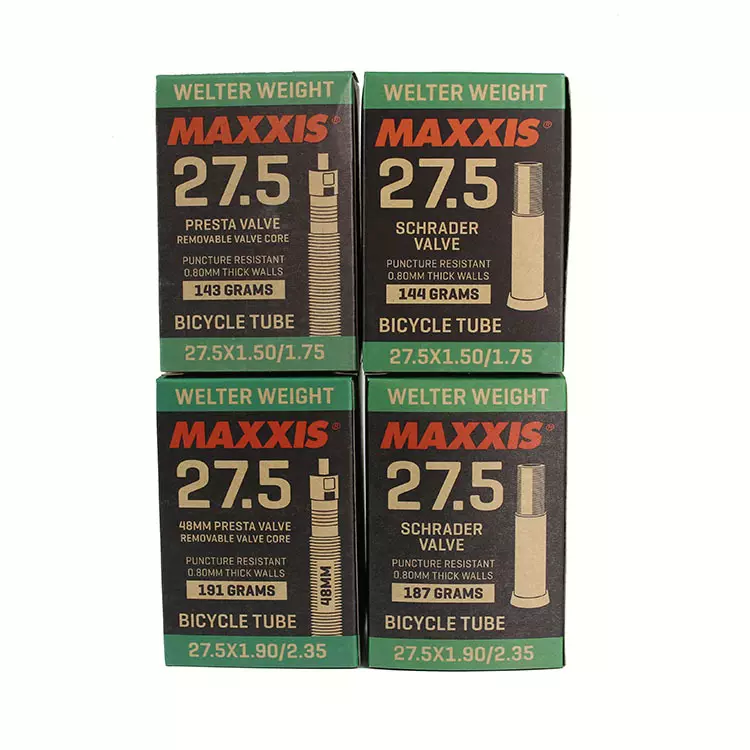 WELTER WEIGHT
MAXXIS®
27.5
PRESTA VALVE
REMOVABLE VALVE CORE
PUNCTURE RESISTANT
0.80MM THICK WALLS
143 GRAMS
BICYCLE TUBE
27.5X1.50/1.75
WELTER WEIGHT
MAXXIS®
27.5
SCHRADER
VALVE
PUNCTURE RESISTANT
0.80MM THICK WALLS
144 GRAMS
BICYCLE TUBE
27.5X1.50/1.75
WELTER WEIGHT
MAXXIS®
27.5
48MM PRESTA VALVE
REMOVABLE VALVE CORE
PUNCTURE RESISTANT
0.80MM THICK WALLS
191 GRAMS
48MM
BICYCLE TUBE
27.5X1.90/2.35
WELTER WEIGHT
MAXXIS®
27.5
SCHRADER
VALVE
PUNCTURE RESISTANT
0.80MM THICK WALLS
187 GRAMS
BICYCLE TUBE
27.5X1.90/2.35